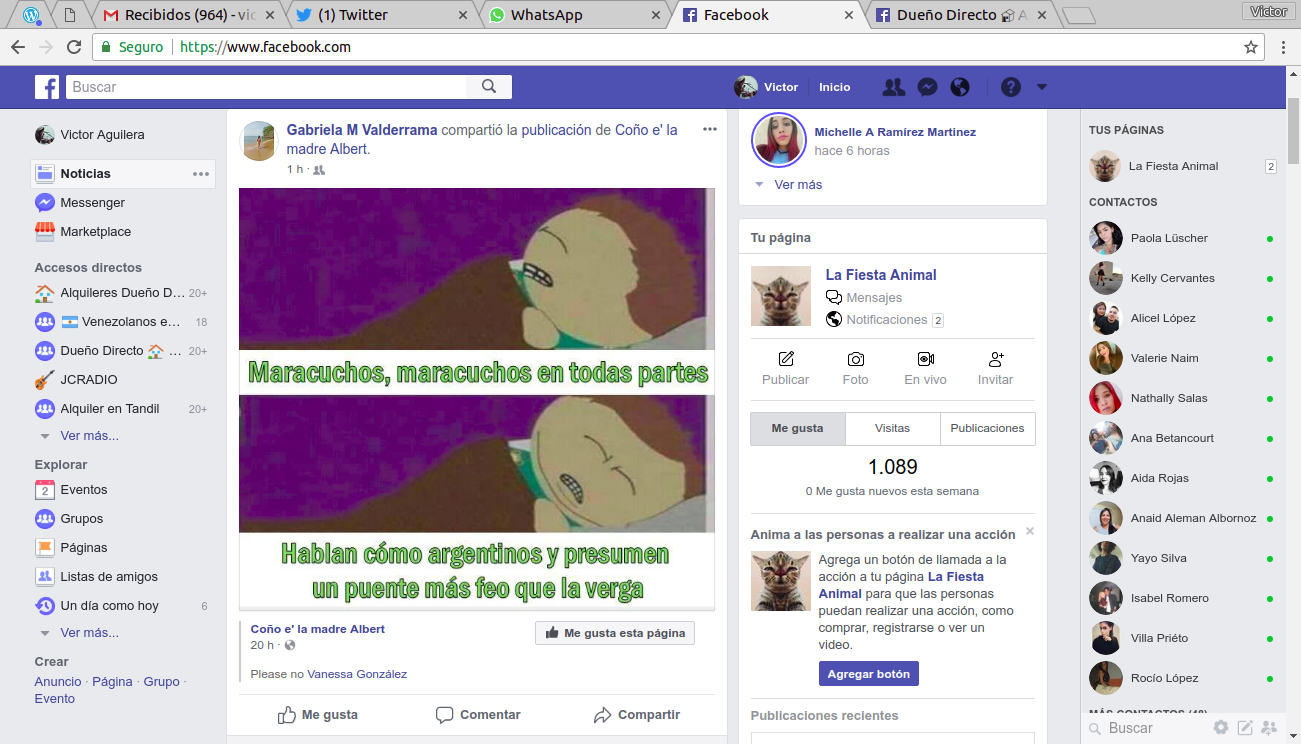 Recibidos (964) - vic
(1) Twitter
WhatsApp
Facebook
Dueño Directo
Victor
Seguro
https://www.facebook.com
Buscar
Victor
Inicio
Victor Aguilera
Noticias
Messenger
Marketplace
Accesos directos
Alquileres Dueño D... 20+
Venezolanos e... 18
Dueño Directo ... 20+
JCRADIO
Alquiler en Tandil 20+
Ver más...
Explorar
2 Eventos
Grupos
Páginas
Listas de amigos
Un día como hoy 6
Ver más...
Crear
Anuncio · Página · Grupo ·
Evento
Gabriela M Valderrama compartió la publicación de Coño e' la
madre Albert.
1 h ·
Maracuchos, maracuchos en todas partes
Hablan cómo argentinos y presumen
un puente más feo que la verga
Coño e' la madre Albert
20 h ·
Me gusta esta página
Please no Vanessa González
Me gusta
Comentar
Compartir
Michelle A Ramírez Martinez
hace 6 horas
Ver más
Tu página
La Fiesta Animal
Mensajes
Notificaciones 2
Publicar
Foto
En vivo
Invitar
Me gusta
Visitas
Publicaciones
1.089
0 Me gusta nuevos esta semana
Anima a las personas a realizar una acción
Agrega un botón de llamada a la
acción a tu página La Fiesta
Animal para que las personas
puedan realizar una acción, como
comprar, registrarse o ver un
video.
Agregar botón
Publicaciones recientes
TUS PÁGINAS
La Fiesta Animal 2
CONTACTOS
Paola Lüscher
Kelly Cervantes
Alicel López
Valerie Naim
Nathally Salas
Ana Betancourt
Aida Rojas
Anaid Aleman Albornoz
Yayo Silva
Isabel Romero
Villa Priéto
Rocío López
MÁS CONTACTOS (48)
Buscar